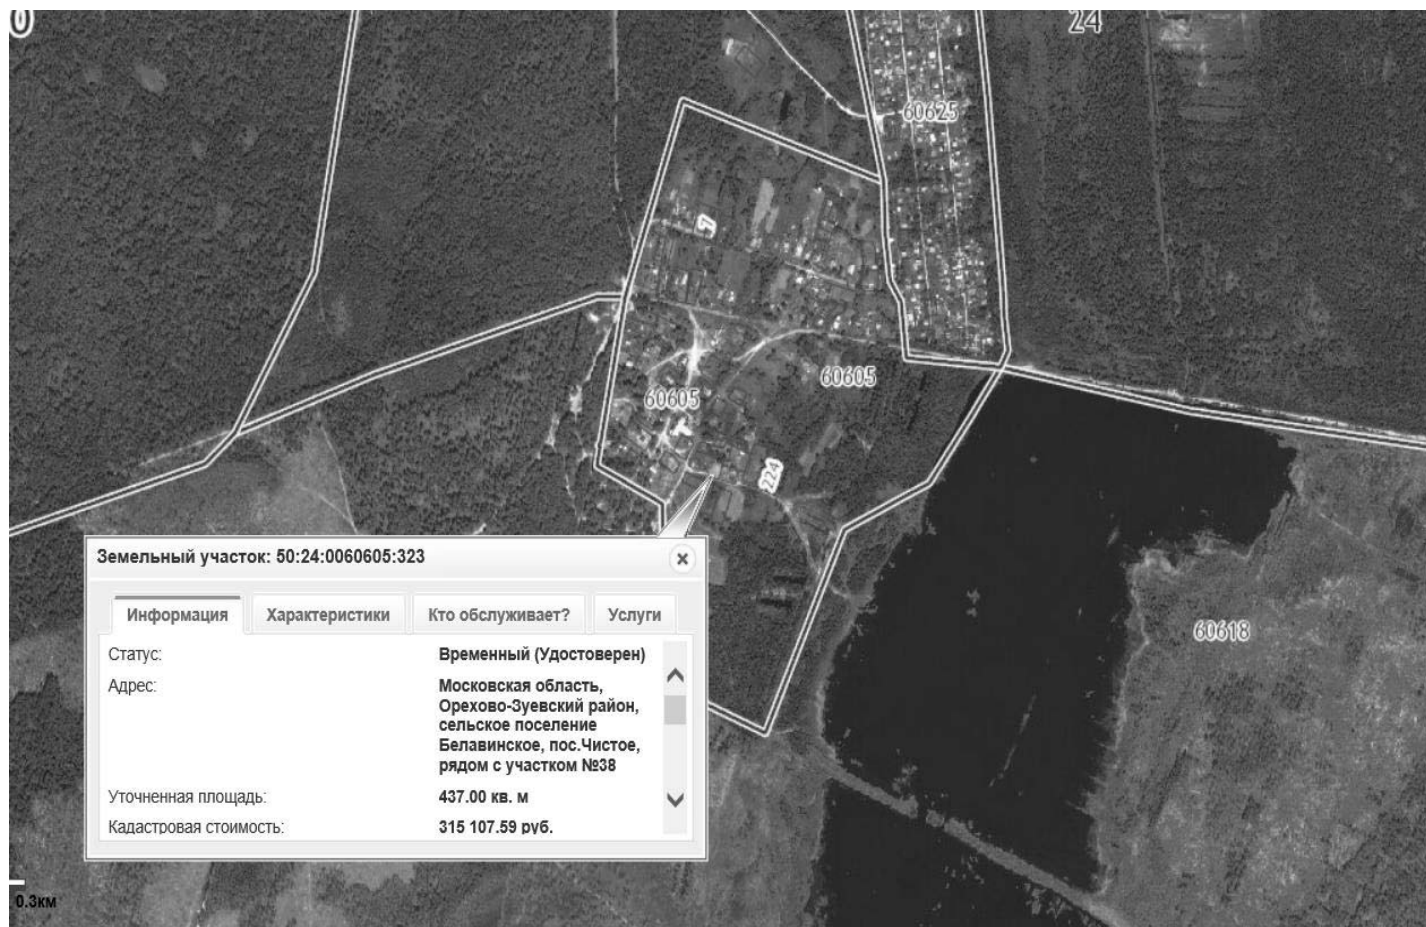 0
24
60625
7
60605
60605
224
Земельный участок: 50:24:0060605:323
Информация
Характеристики
Кто обслуживает?
Услуги
Статус:
Временный (Удостоверен)
Адрес:
Московская область,
Орехово-Зуевский район,
сельское поселение
Белавинское, пос.Чистое,
рядом с участком №38
Уточненная площадь:
437.00 кв. м
Кадастровая стоимость:
315 107.59 руб.
60618
0.3км